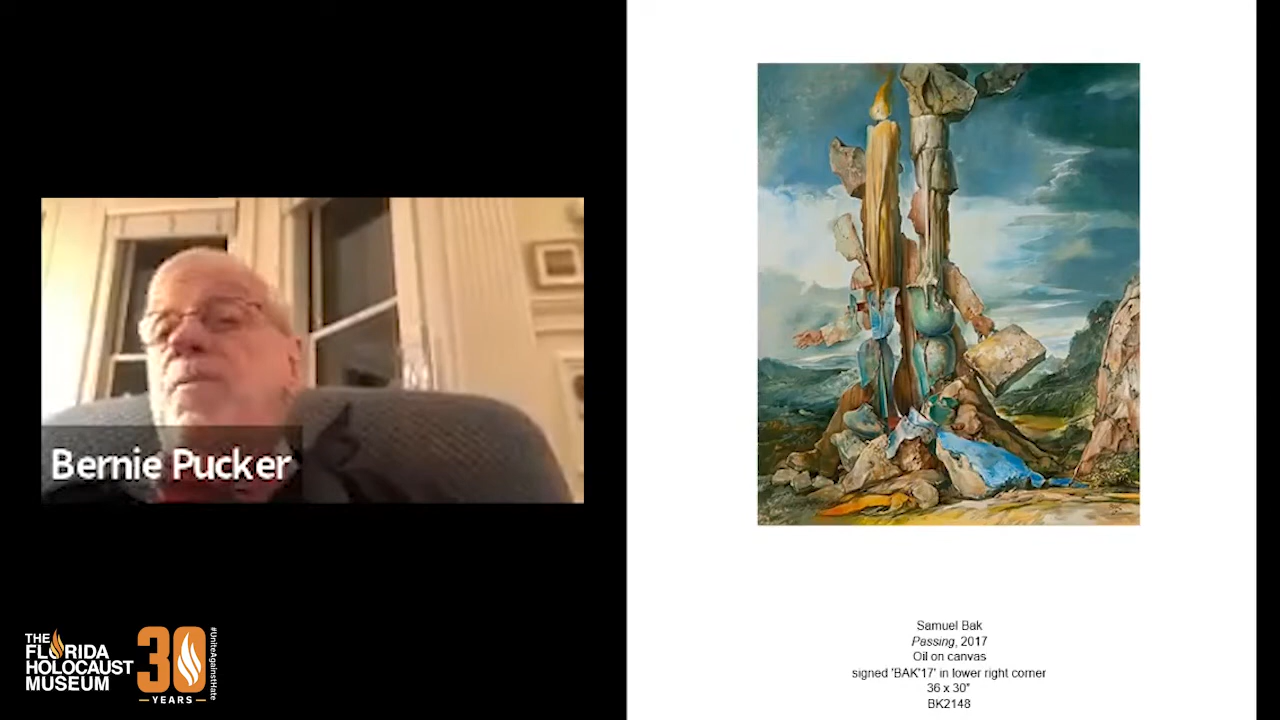 Bernie Pucker
THE
FLORIDA
HOLOCAUST
MUSEUM
30
YEARS
#UniteAgainstHate
Samuel Bak
Passing, 2017
Oil on canvas
signed 'BAK'17' in lower right corner
36 x 30"
BK2148